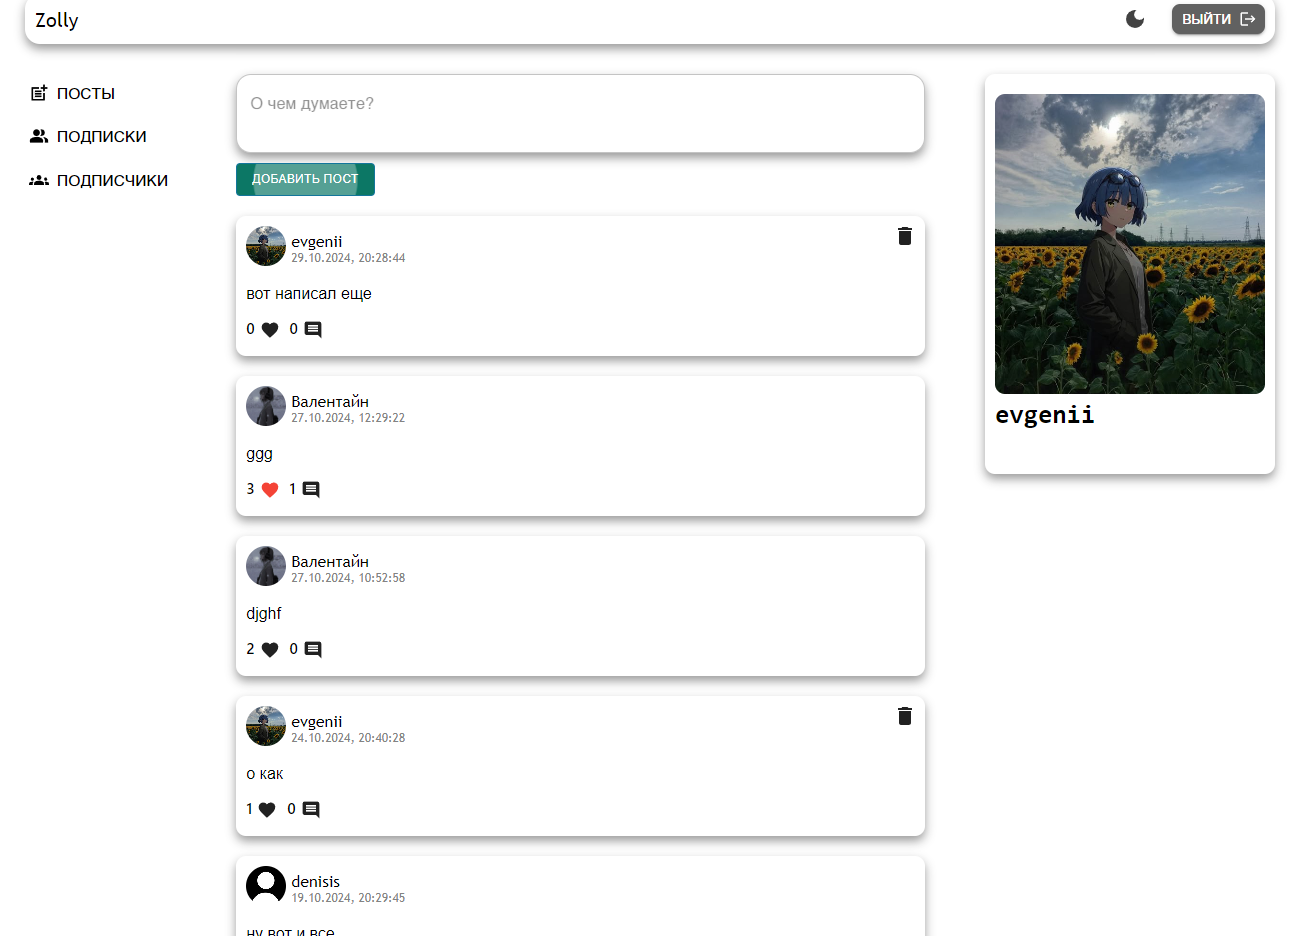 Zolly
ВЫЙТИ
ПОСТЫ
ПОДПИСКИ
ПОДПИСЧИКИ
О чем думаете?
ДОБАВИТЬ ПОСТ
evgenii
29.10.2024, 20:28:44
вот написал еще
0 0
Валентайн
27.10.2024, 12:29:22
ggg
3 1
Валентайн
27.10.2024, 10:52:58
djghf
2 0
evgenii
24.10.2024, 20:40:28
о как
1 0
denisis
19.10.2024, 20:29:45
ну вот и все
evgenii